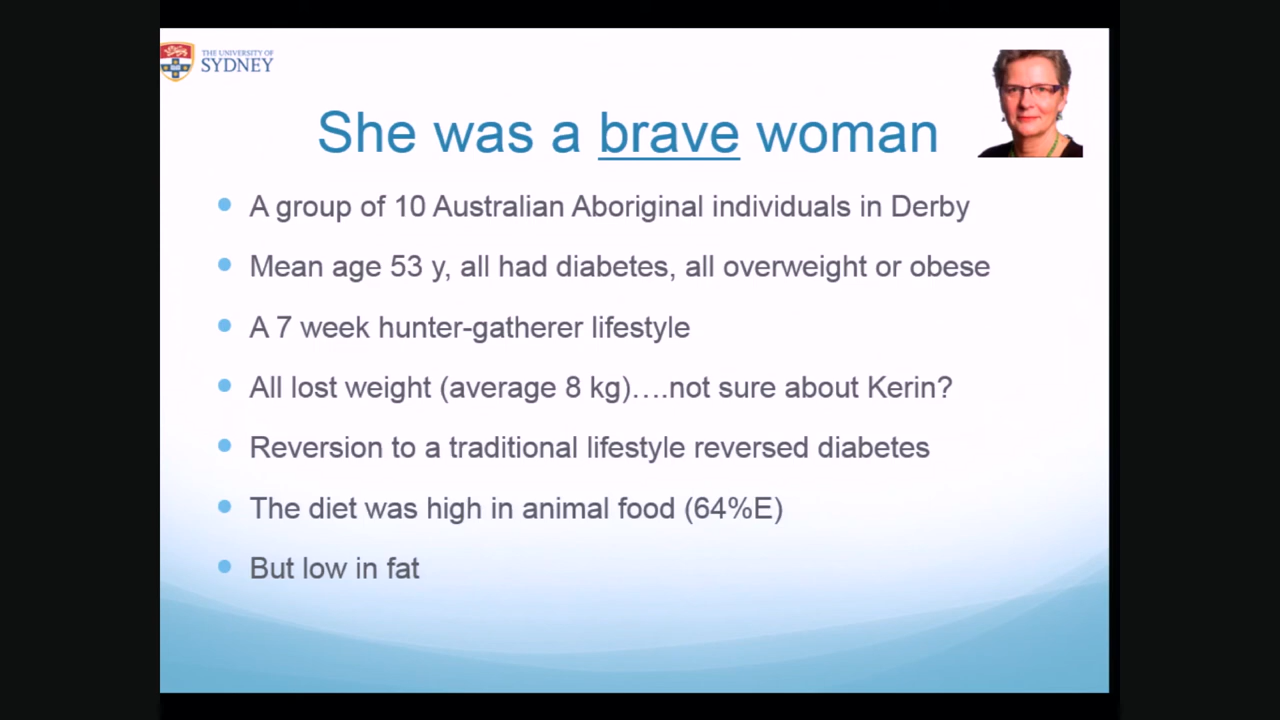 THE UNIVERSITY OF
SYDNEY
She was a brave woman
A group of 10 Australian Aboriginal individuals in Derby
Mean age 53 y, all had diabetes, all overweight or obese
A 7 week hunter-gatherer lifestyle
All lost weight (average 8 kg)….not sure about Kerin?
Reversion to a traditional lifestyle reversed diabetes
The diet was high in animal food (64%E)
But low in fat